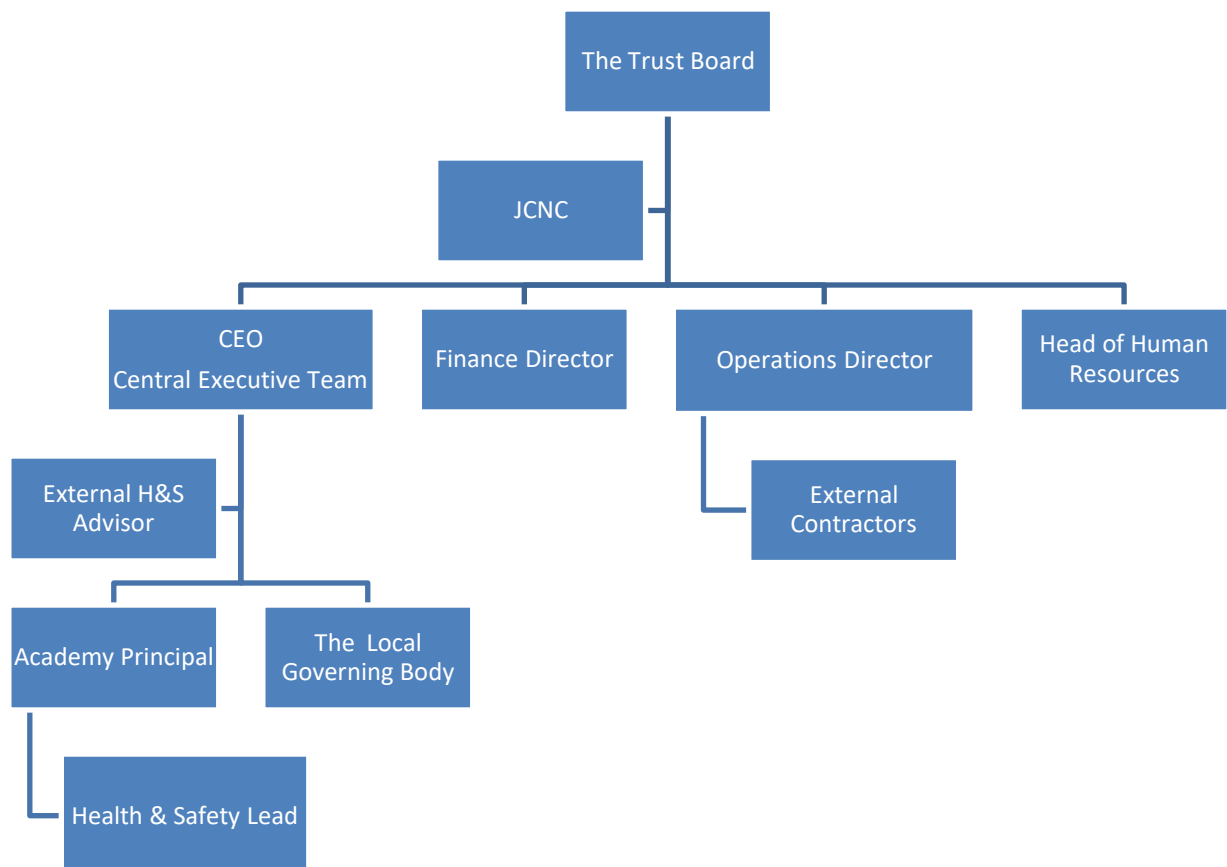 The Trust Board
JCNC
CEO
Central Executive Team
Finance Director
Operations Director
Head of Human
Resources
External H&S
Advisor
External
Contractors
Academy Principal
The  Local
Governing Body
Health & Safety Lead